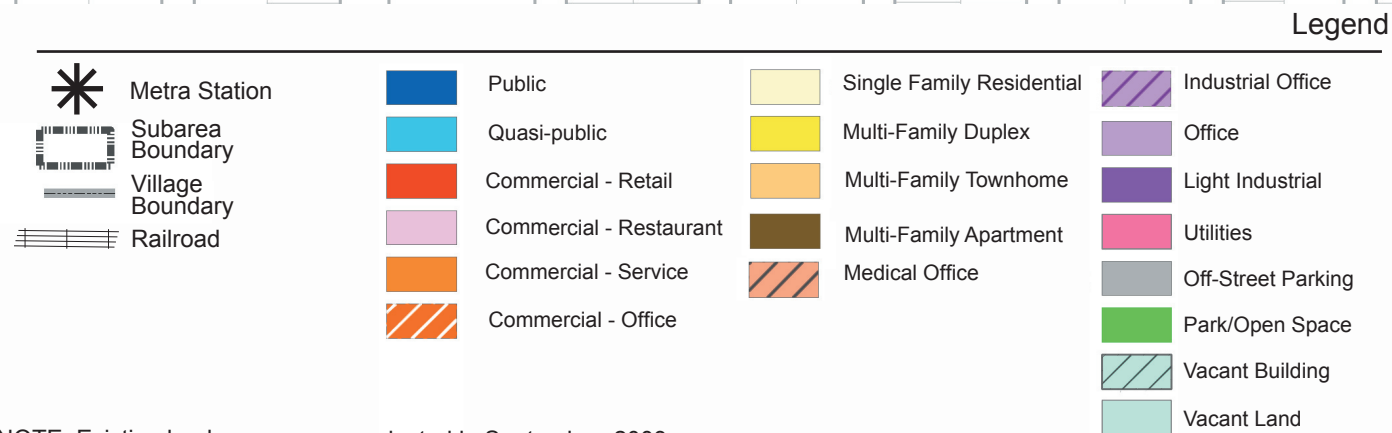 Legend
Metra Station
Subarea
Boundary
Village
Boundary
Railroad
Public
Quasi-public
Commercial - Retail
Commercial - Restaurant
Commercial - Service
Commercial - Office
Single Family Residential
Multi-Family Duplex
Multi-Family Townhome
Multi-Family Apartment
Medical Office
Industrial Office
Office
Light Industrial
Utilities
Off-Street Parking
Park/Open Space
Vacant Building
Vacant Land